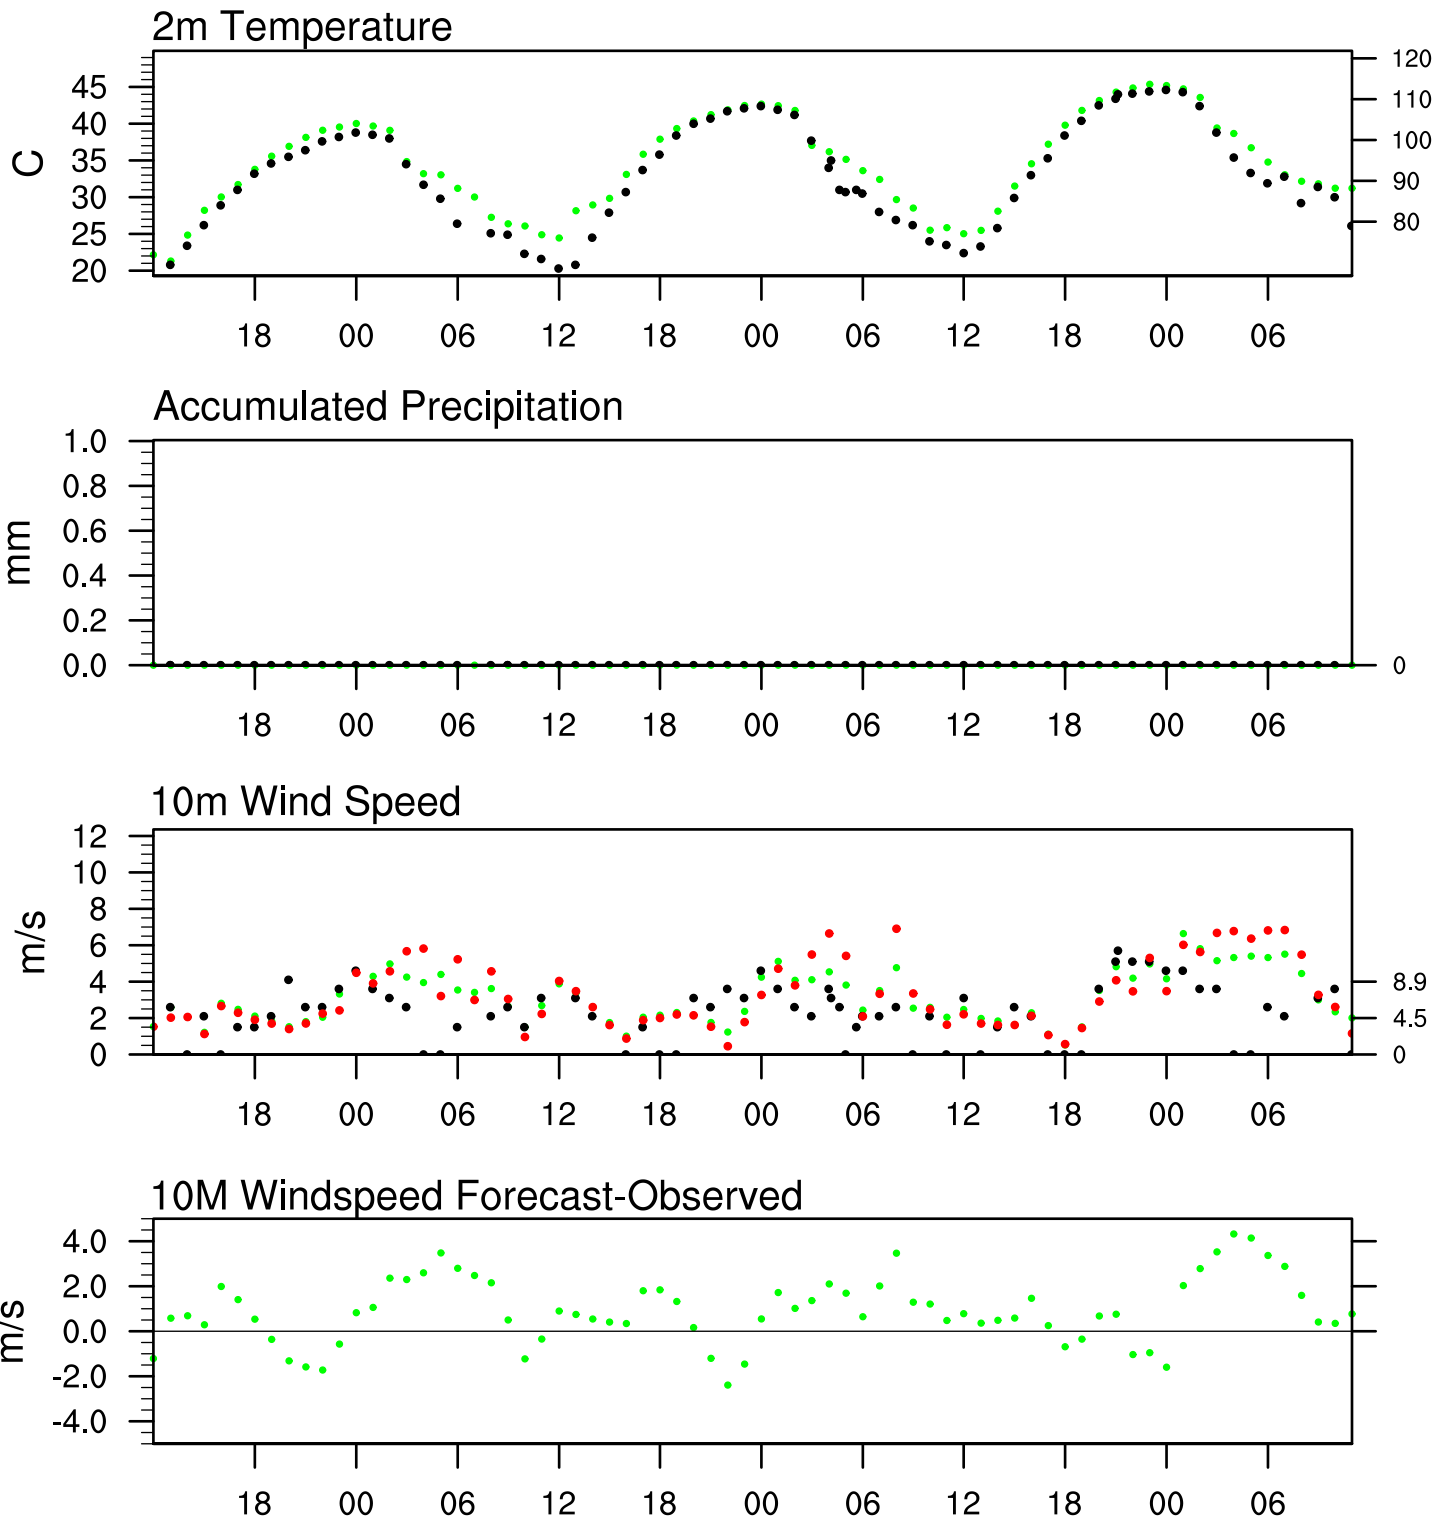 2m Temperature
C
45
40
35
30
25
20
120
110
100
90
80
18 00 06 12 18 00 06 12 18 00 06
Accumulated Precipitation
mm
1.0
0.8
0.6
0.4
0.2
0.0
0
18 00 06 12 18 00 06 12 18 00 06
10m Wind Speed
m/s
12
10
8
6
4
2
0
8.9
4.5
0
18 00 06 12 18 00 06 12 18 00 06
10M Windspeed Forecast-Observed
m/s
4.0
2.0
0.0
-2.0
-4.0
18 00 06 12 18 00 06 12 18 00 06